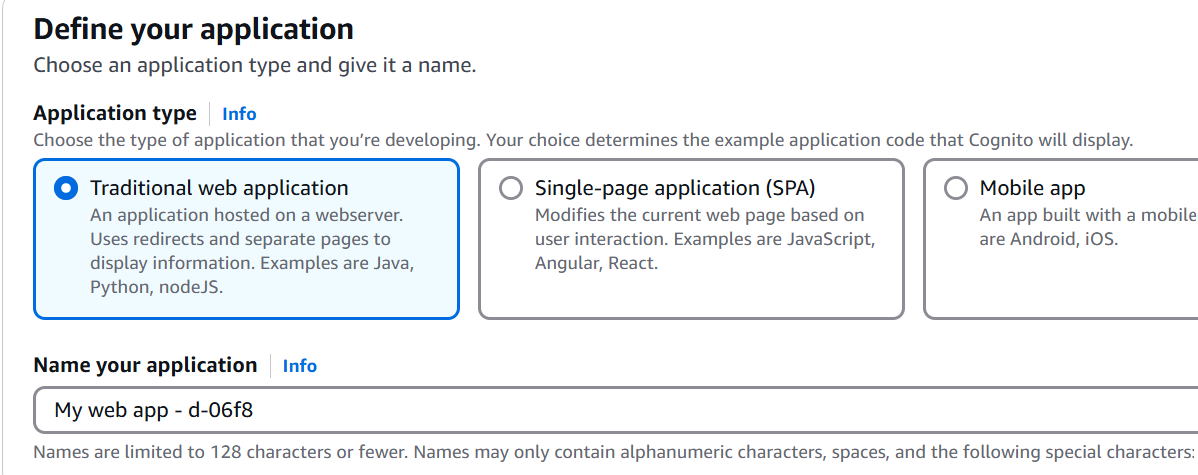 Define your application
Choose an application type and give it a name.
Application type Info
Choose the type of application that you're developing. Your choice determines the example application code that Cognito will display.
Traditional web application
An application hosted on a webserver.
Uses redirects and separate pages to
display information. Examples are Java,
Python, nodeJS.
Single-page application (SPA)
Modifies the current web page based on
user interaction. Examples are JavaScript,
Angular, React.
Mobile app
An app built with a mobile
are Android, iOS.
Name your application Info
My web app - d-06f8
Names are limited to 128 characters or fewer. Names may only contain alphanumeric characters, spaces, and the following special characters: